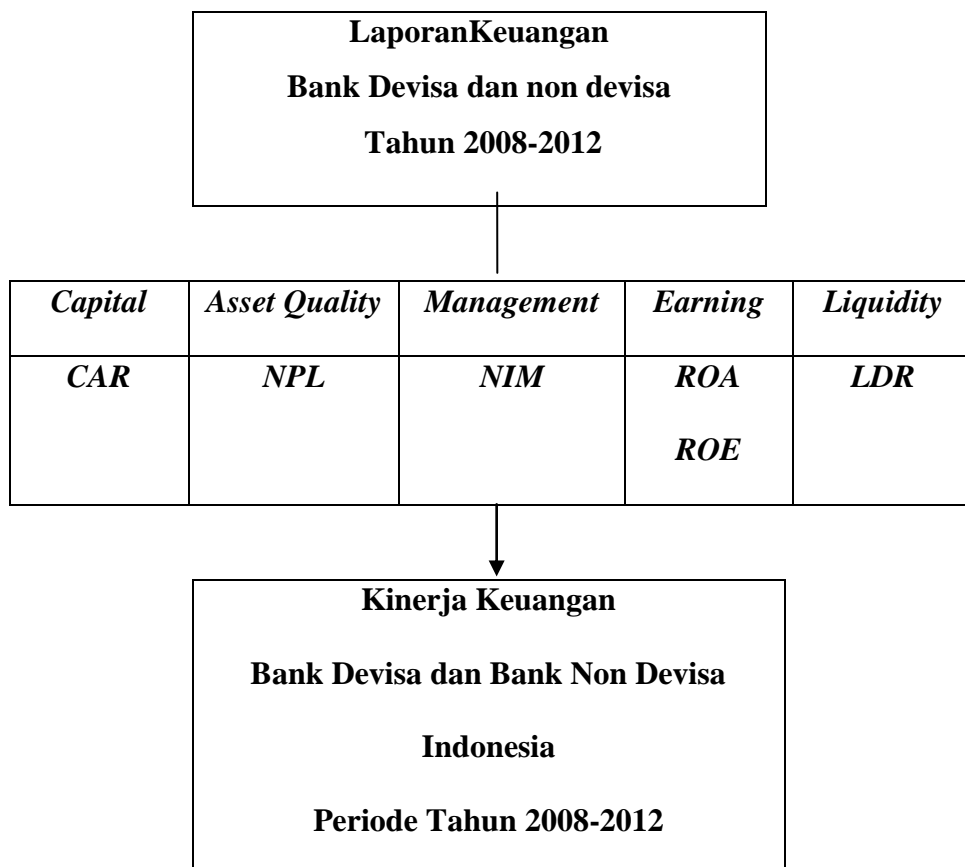 LaporanKeuangan
Bank Devisa dan non devisa
Tahun 2008-2012
Capital Asset Quality Management Earning Liquidity
CAR NPL NIM ROA LDR
ROE
Kinerja Keuangan
Bank Devisa dan Bank Non Devisa
Indonesia
Periode Tahun 2008-2012